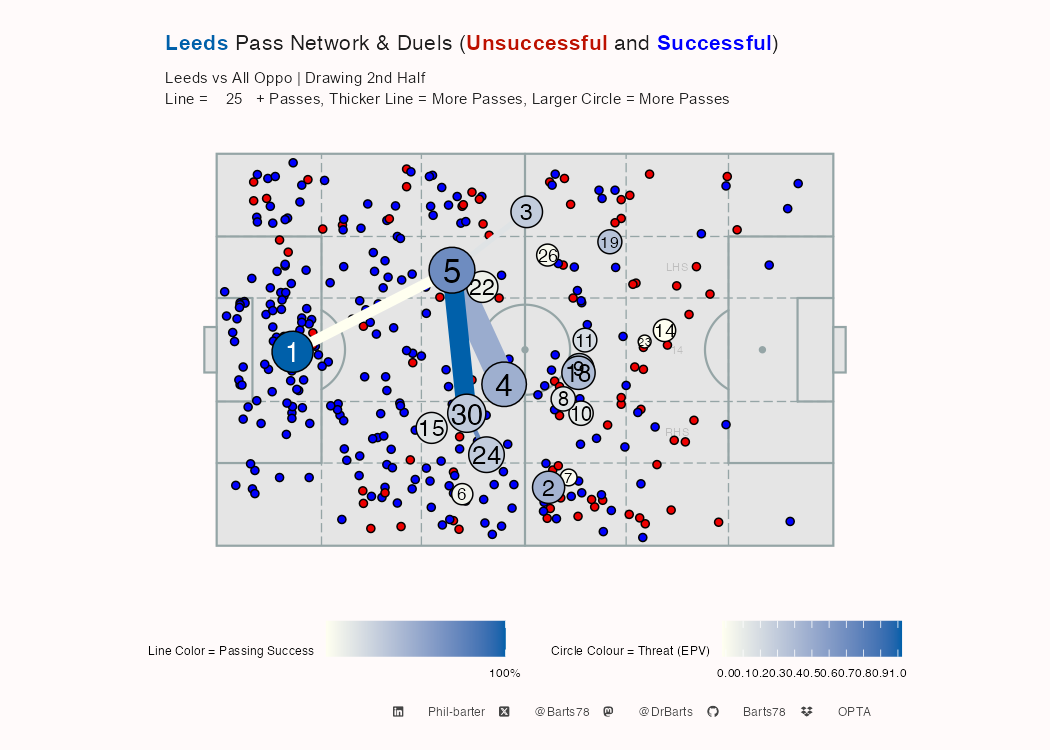 Leeds Pass Network & Duels (Unsuccessful and Successful)
Leeds vs All Oppo | Drawing 2nd Half
Line = 25 + Passes, Thicker Line = More Passes, Larger Circle = More Passes
3
19
26
LHS
5
22
14
23
14
11
1
9
18
4
8
10
30
15
RHS
24
7
2
6
Line Color = Passing Success
100%
Circle Colour = Threat (EPV)
0.00.10.20.30.40.50.60.70.80.91.0
Phil-barter @Barts78 @DrBarts Barts78 OPTA